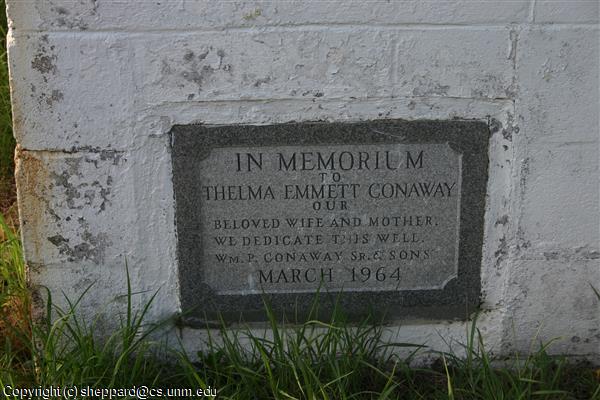 IN MEMORIUM
TO
THELMA EMMETT CONAWAY
OUR
BELOVED WIFE AND MOTHER.
WE DEDICATE THIS WELL.
WM. P. CONAWAY SR. & SONS
MARCH 1964
Copyright (c) sheppard@cs.unm.edu